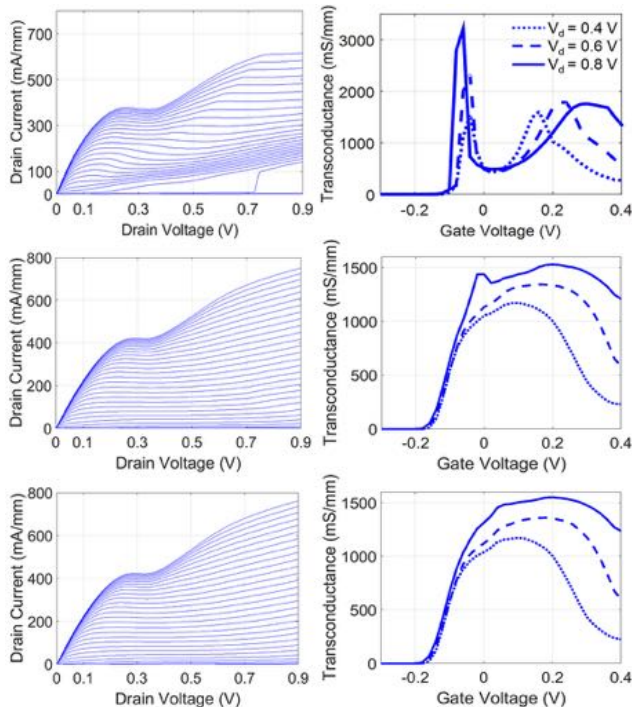 Drain Current (mA/mm)
700
500
300
100
0
0 0.1 0.3 0.5 0.7 0.9
Drain Voltage (V)
Transconductance (mS/mm)
3000
2000
1000
0
-0.2 0 0.2 0.4
Gate Voltage (V)
V_d = 0.4 V
V_d = 0.6 V
V_d = 0.8 V
Drain Current (mA/mm)
800
600
400
200
0
0 0.1 0.3 0.5 0.7 0.9
Drain Voltage (V)
Transconductance (mS/mm)
1500
1000
500
0
-0.2 0 0.2 0.4
Gate Voltage (V)
Drain Current (mA/mm)
800
600
400
200
0
0 0.1 0.3 0.5 0.7 0.9
Drain Voltage (V)
Transconductance (mS/mm)
1500
1000
500
0
-0.2 0 0.2 0.4
Gate Voltage (V)